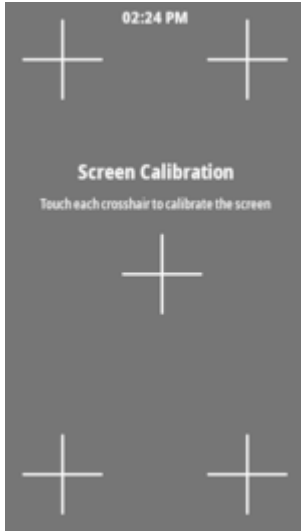 02:24 PM
Screen Calibration
Touch each crosshair to calibrate the screen